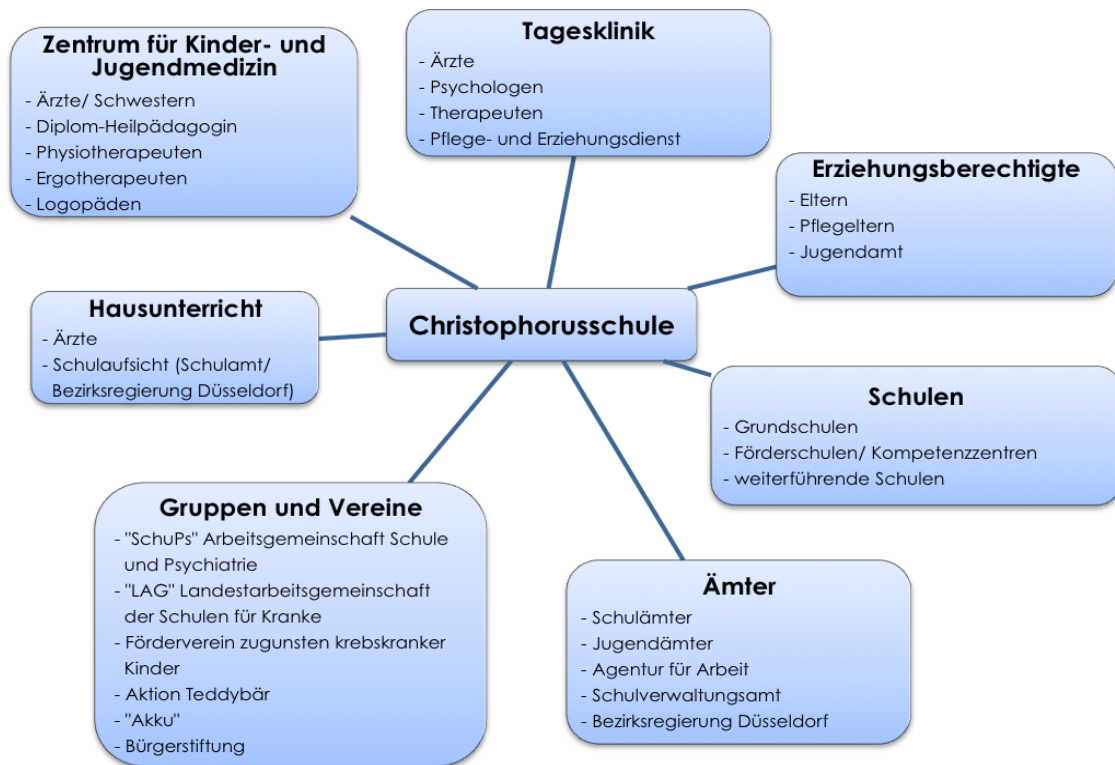 Zentrum für Kinder- und
Jugendmedizin
- Ärzte/ Schwestern
- Diplom-Heilpädagogin
- Physiotherapeuten
- Ergotherapeuten
- Logopäden
Tagesklinik
- Ärzte
- Psychologen
- Therapeuten
- Pflege- und Erziehungsdienst
Erziehungsberechtigte
- Eltern
- Pflegeltern
- Jugendamt
Hausunterricht
- Ärzte
- Schulaufsicht (Schulamt/
Bezirksregierung Düsseldorf)
Christophorusschule
Schulen
- Grundschulen
- Förderschulen/ Kompetenzzentren
- weiterführende Schulen
Gruppen und Vereine
- "SchuPs" Arbeitsgemeinschaft Schule
und Psychiatrie
- "LAG" Landestarbeitsgemeinschaft
der Schulen für Kranke
- Förderverein zugunsten krebskranker
Kinder
- Aktion Teddybär
- "Akku"
- Bürgerstiftung
Ämter
- Schulämter
- Jugendämter
- Agentur für Arbeit
- Schulverwaltungsamt
- Bezirksregierung Düsseldorf